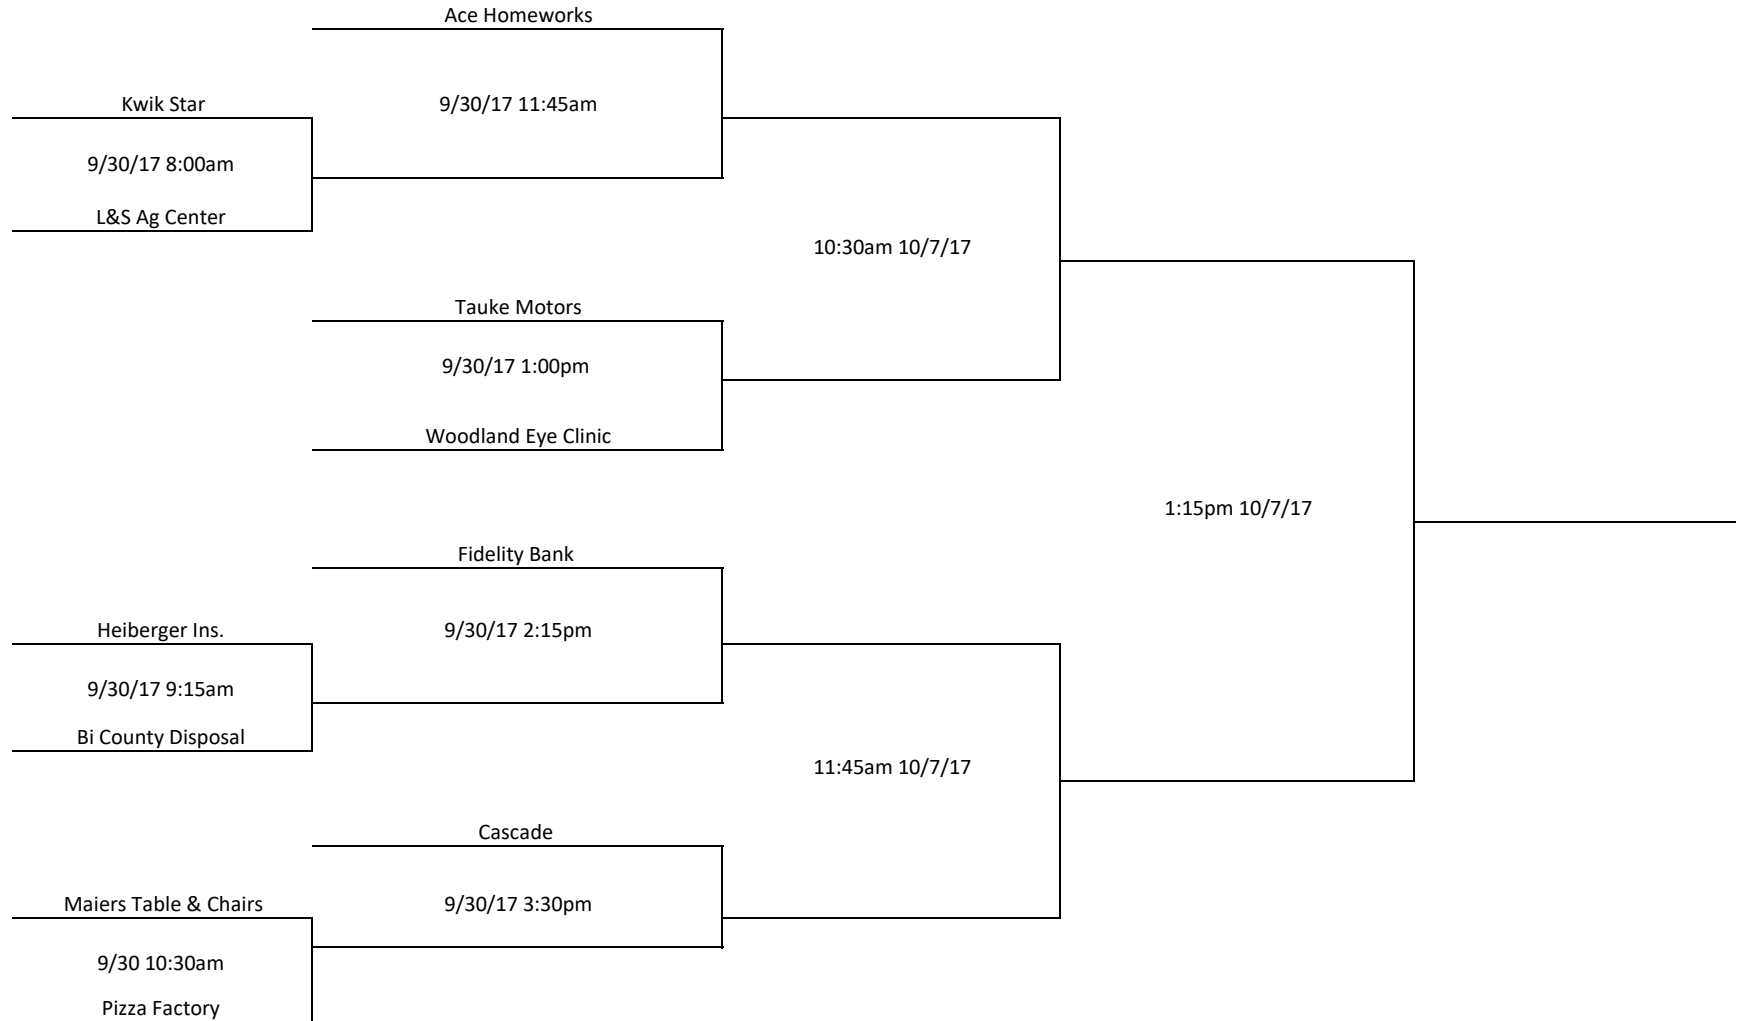 Ace Homeworks
Kwik Star
9/30/17 11:45am
9/30/17 8:00am
L&S Ag Center
10:30am 10/7/17
Tauke Motors
9/30/17 1:00pm
Woodland Eye Clinic
1:15pm 10/7/17
Fidelity Bank
Heiberger Ins.
9/30/17 2:15pm
9/30/17 9:15am
Bi County Disposal
11:45am 10/7/17
Cascade
Maiers Table & Chairs
9/30/17 3:30pm
9/30 10:30am
Pizza Factory